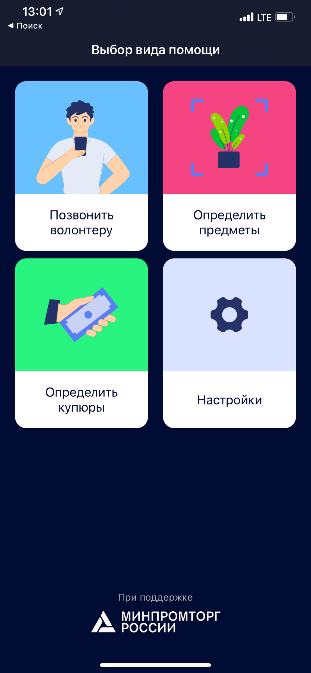 13:01
LTE
Поиск
Выбор вида помощи
Позвонить
волонтеру
Определить
предметы
Определить
купюры
Настройки
При поддержке
МИНПРОМТОРГ
РОССИИ